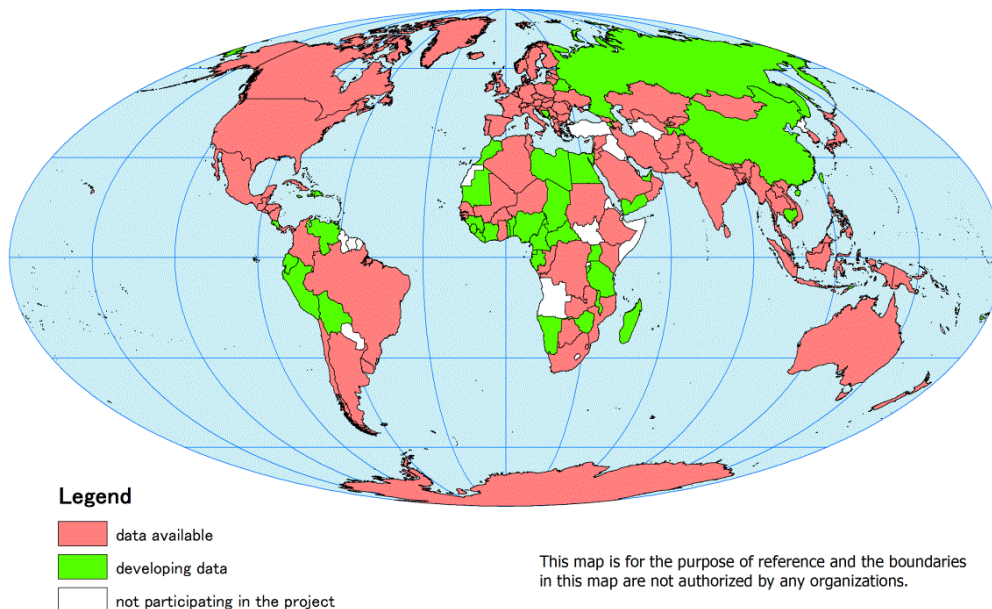 Legend
data available
developing data
not participating in the project
This map is for the purpose of reference and the boundaries
in this map are not authorized by any organizations.